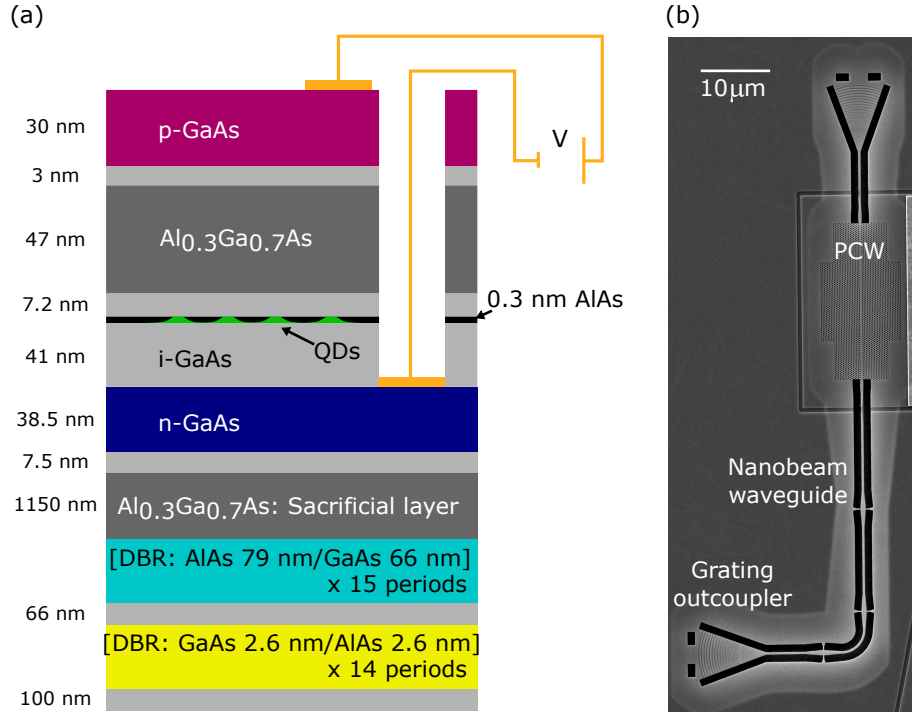 (a)
30 nm
p-GaAs
3 nm
47 nm
Al0.3Ga0.7As
7.2 nm
0.3 nm AlAs
QDs
41 nm
i-GaAs
38.5 nm
n-GaAs
7.5 nm
1150 nm
Al0.3Ga0.7As: Sacrificial layer
[DBR: AlAs 79 nm/GaAs 66 nm]
x 15 periods
66 nm
[DBR: GaAs 2.6 nm/AlAs 2.6 nm]
x 14 periods
100 nm
V
(b)
10 μm
PCW
Nanobeam
waveguide
Grating
outcoupler